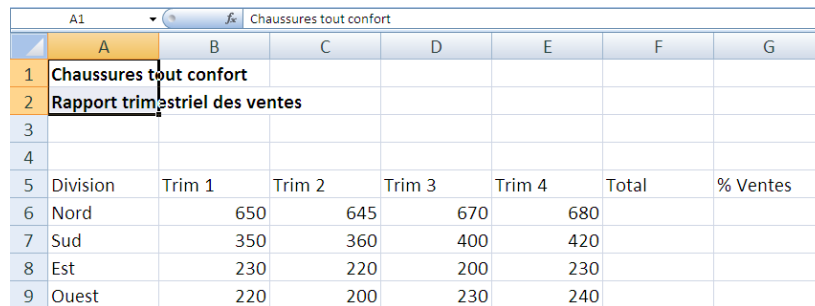 A1 fx Chaussures tout confort
A B C D E F G
1 Chaussures tout confort
2 Rapport trimestriel des ventes
3
4
5 Division Trim 1 Trim 2 Trim 3 Trim 4 Total % Ventes
6 Nord 650 645 670 680
7 Sud 350 360 400 420
8 Est 230 220 200 230
9 Ouest 220 200 230 240